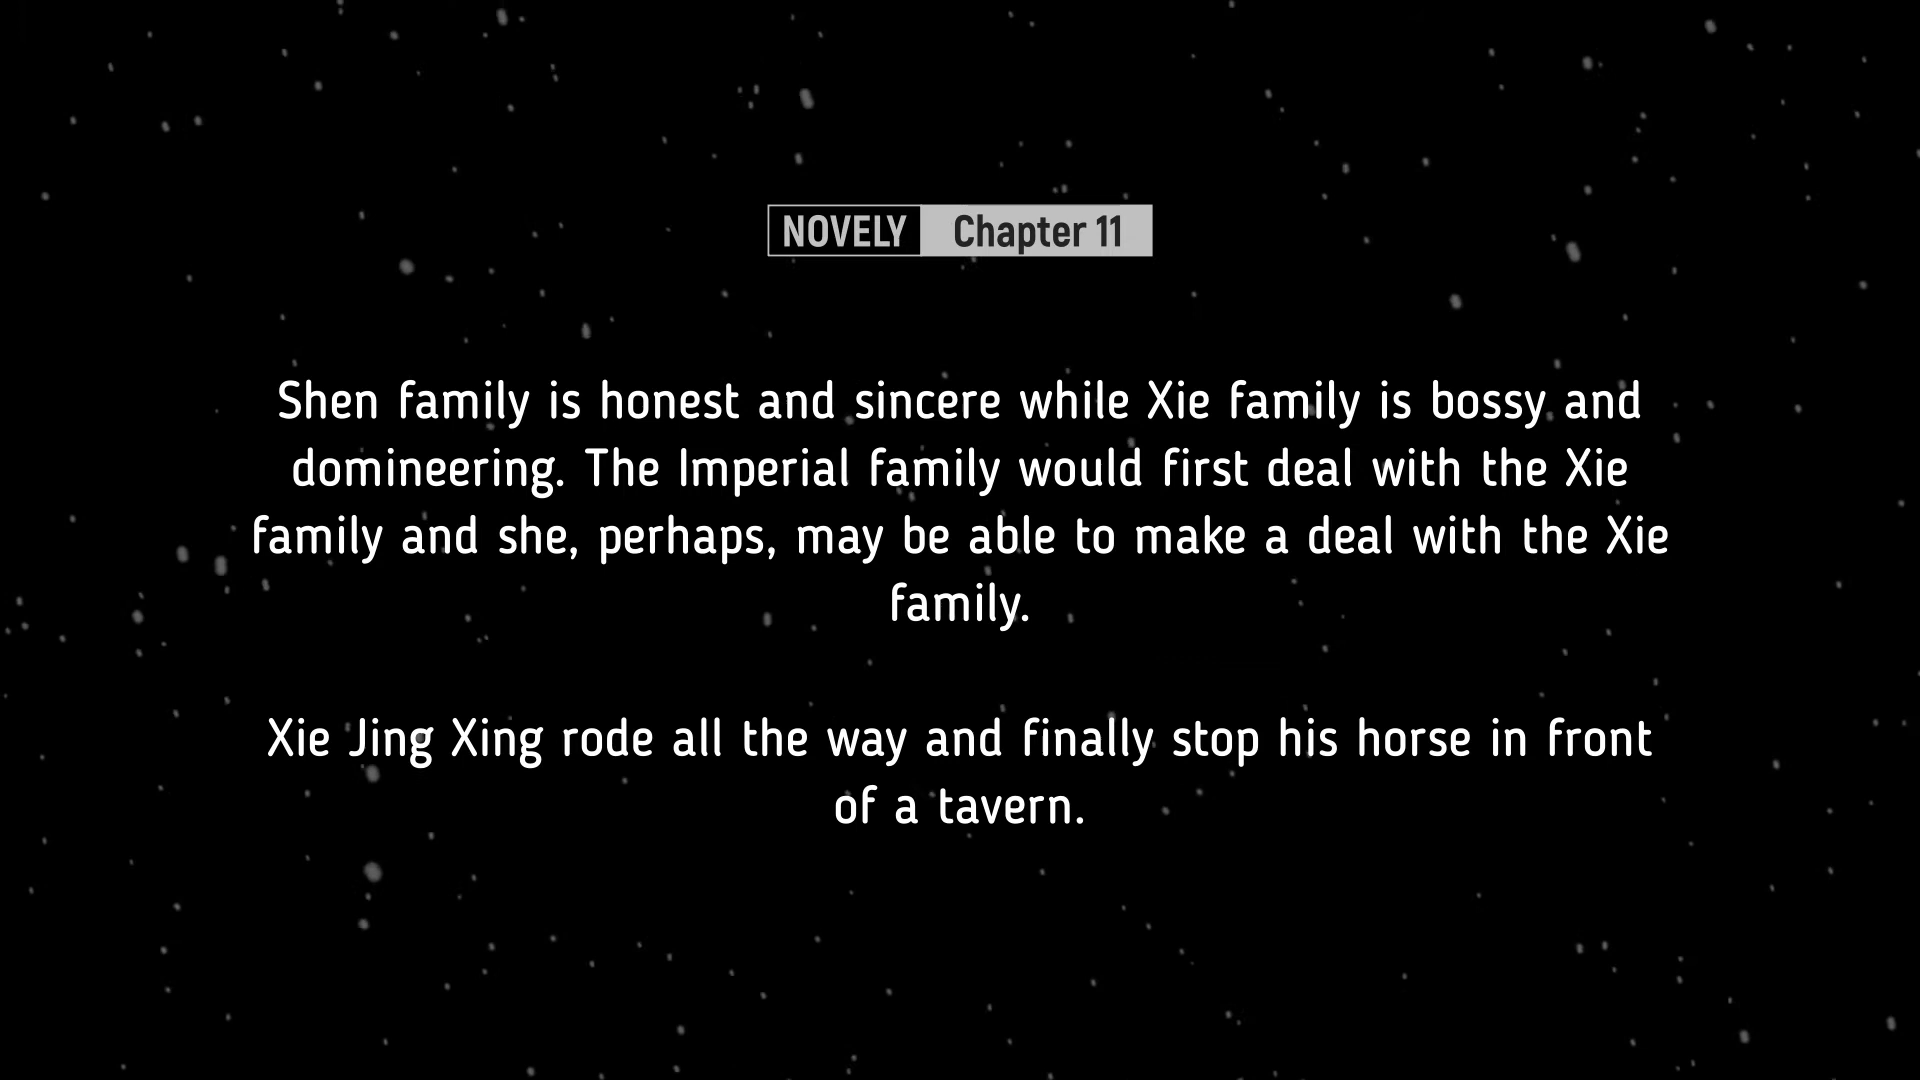 NOVELY Chapter 11
Shen family is honest and sincere while Xie family is bossy and
domineering. The Imperial family would first deal with the Xie
family and she, perhaps, may be able to make a deal with the Xie
family.
Xie Jing Xing rode all the way and finally stop his horse in front
of a tavern.